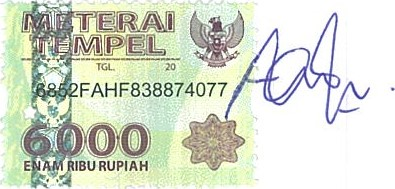 METERAI
TEMPEL
TGL. 20
6852FAHF838874077
6000
ENAM RIBU RUPIAH